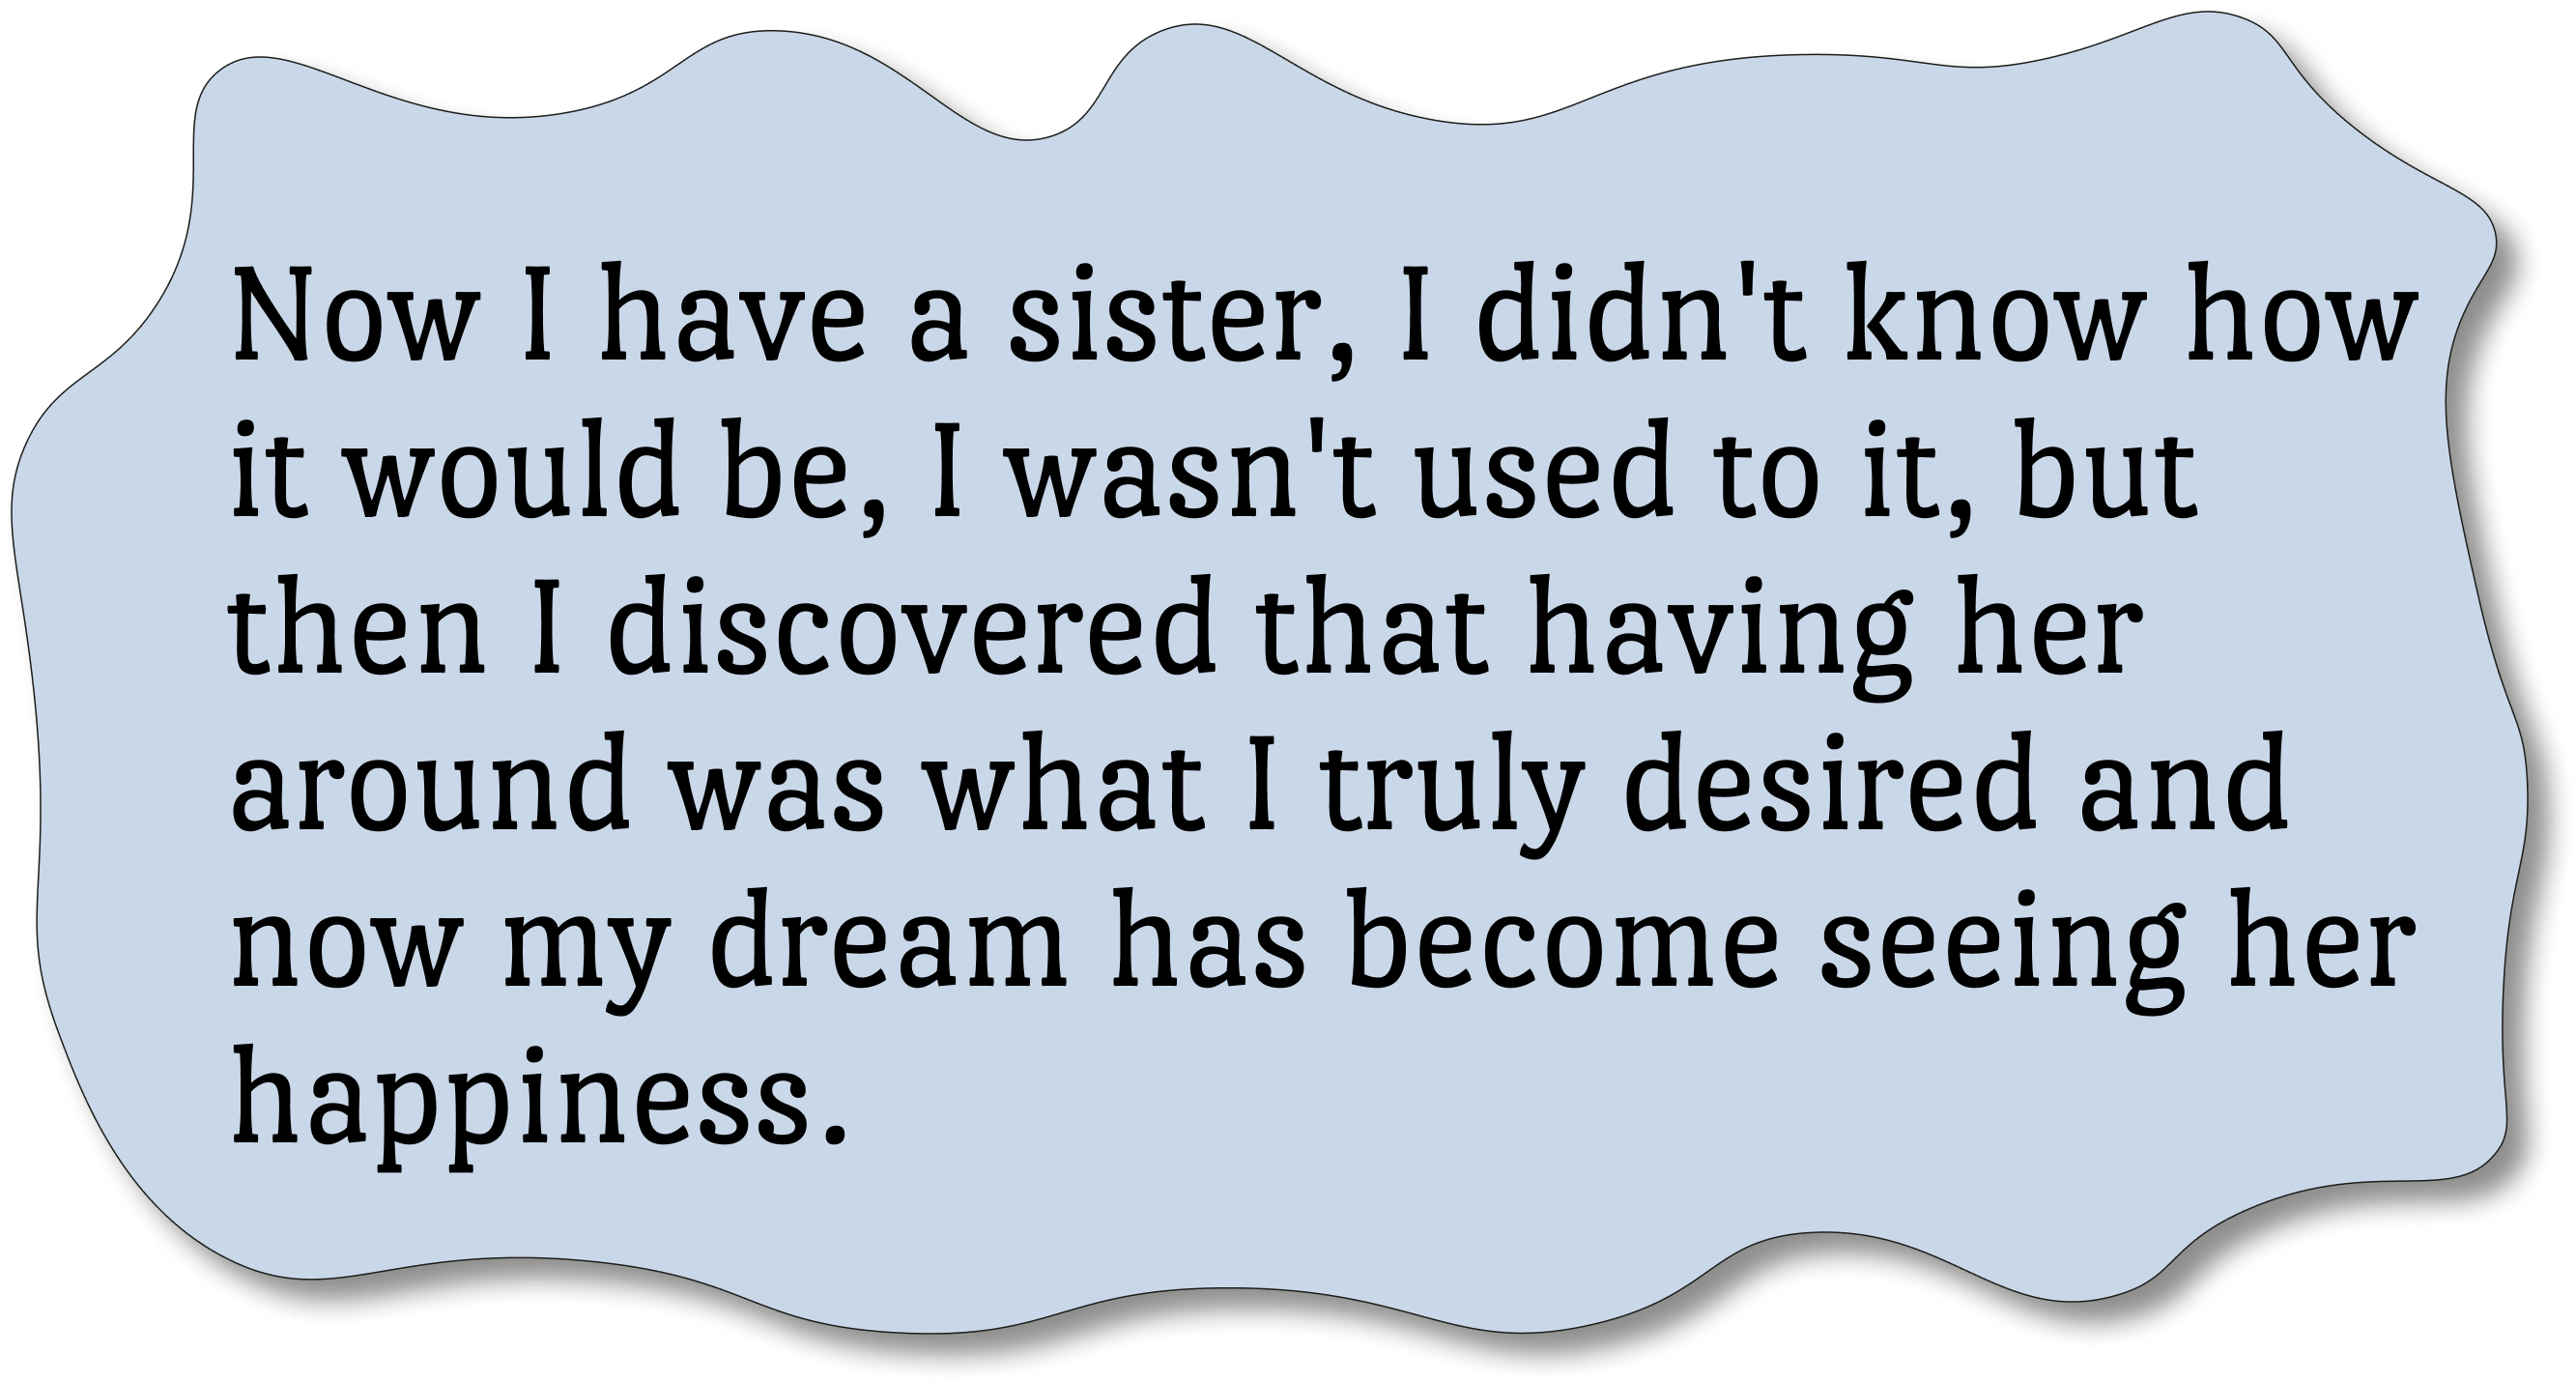 Now I have a sister, I didn't know how
it would be, I wasn't used to it, but
then I discovered that having her
around was what I truly desired and
now my dream has become seeing her
happiness.